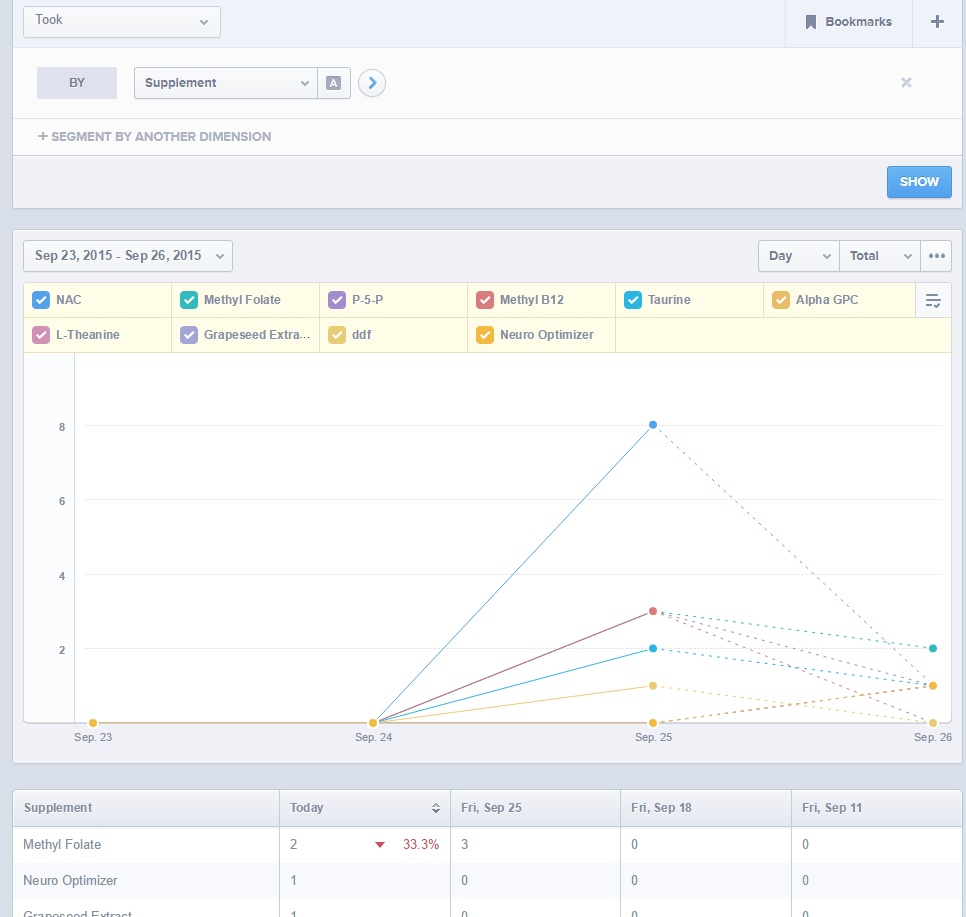 Took
Bookmarks +
BY Supplement A
+ SEGMENT BY ANOTHER DIMENSION
SHOW
Sep 23, 2015 - Sep 26, 2015 Day Total
NAC Methyl Folate P-5-P Methyl B12 Taurine Alpha GPC
L-Theanine Grapeseed Extra... ddf Neuro Optimizer
8
6
4
2
Sep. 23 Sep. 24 Sep. 25 Sep. 26
Supplement Today Fri, Sep 25 Fri, Sep 18 Fri, Sep 11
Methyl Folate 2 33.3% 3 0 0
Neuro Optimizer 1 0 0 0
Grapeseed Extract 1 0 0 0